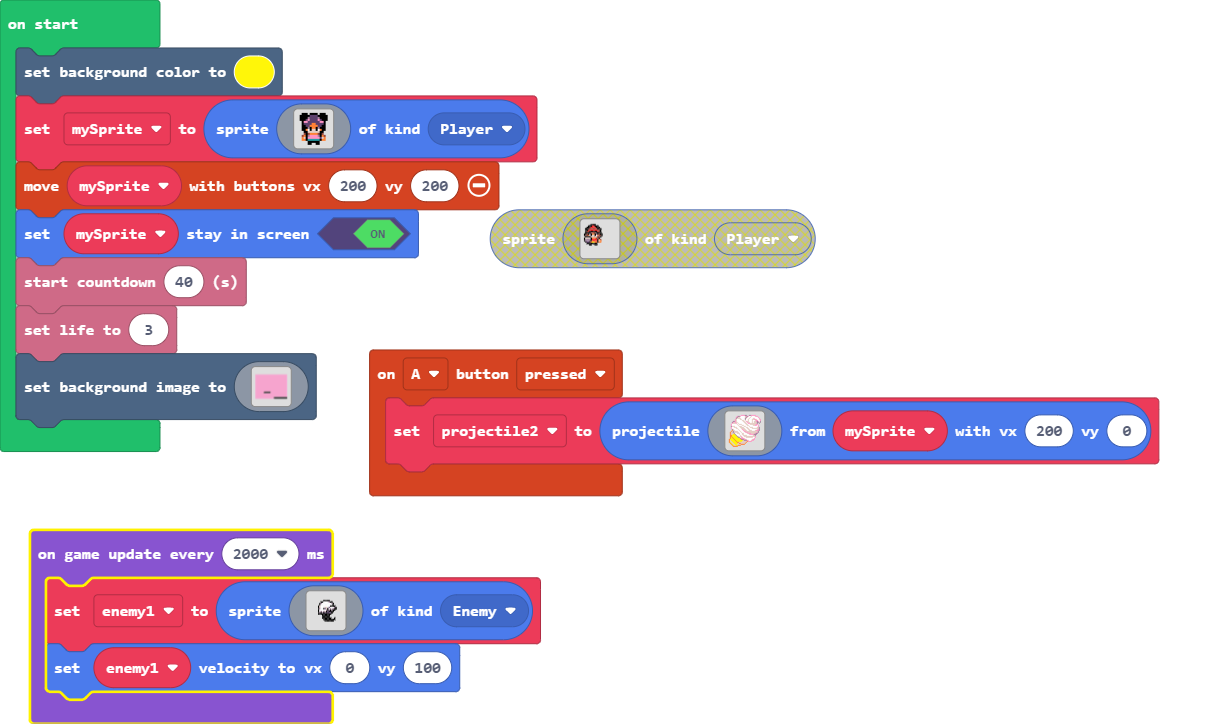 on start
set background color to
set mySprite to sprite of kind Player
move mySprite with buttons vx 200 vy 200
set mySprite stay in screen ON
sprite of kind Player
start countdown 40 (s)
set life to 3
set background image to
on A button pressed
set projectile2 to projectile from mySprite with vx 200 vy 0
on game update every 2000 ms
set enemy1 to sprite of kind Enemy
set enemy1 velocity to vx 0 vy 100